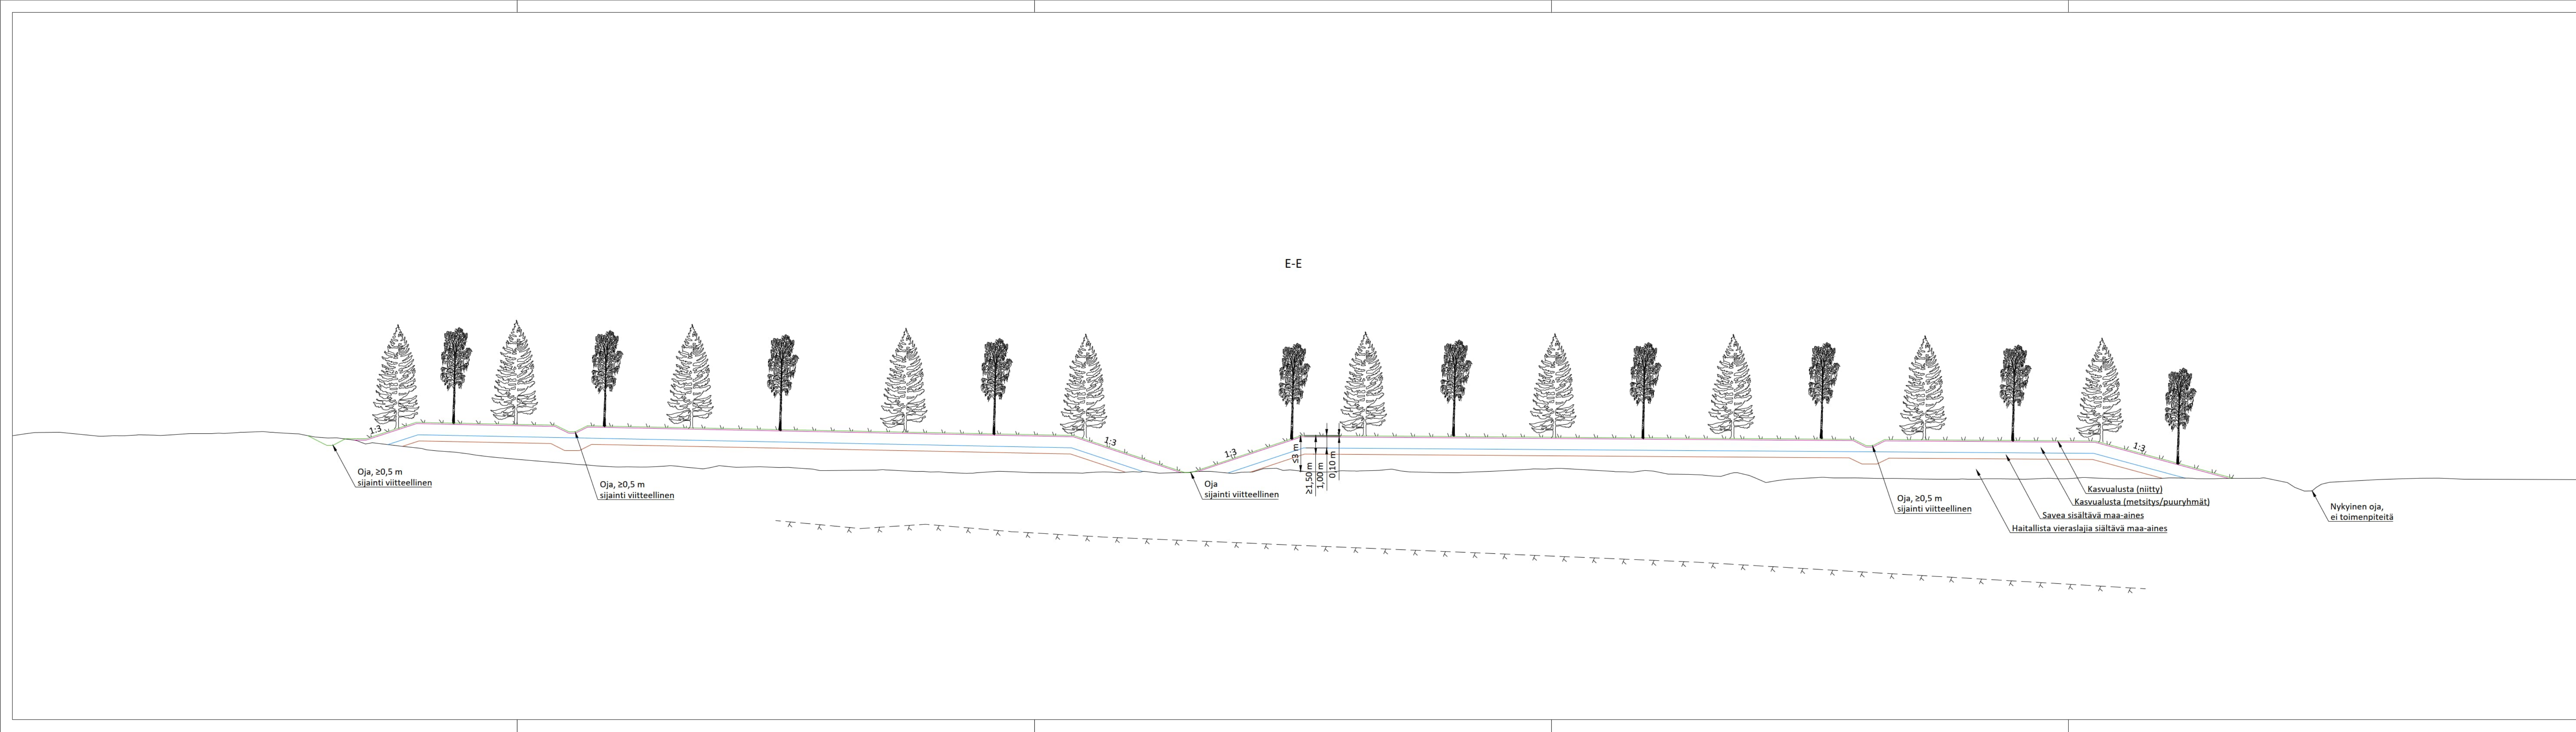 E-E
1:3
1:3
1:3
1:3
≤3 m
≥1,50 m
1,00 m
0,10 m
Oja, ≥0,5 m
sijainti viitteellinen
Oja, ≥0,5 m
sijainti viitteellinen
Oja
sijainti viitteellinen
Oja, ≥0,5 m
sijainti viitteellinen
Kasvualusta (niitty)
Kasvualusta (metsitys/puuryhmät)
Savea sisältävä maa-aines
Haitallista vieraslajia siältävä maa-aines
Nykyinen oja,
ei toimenpiteitä